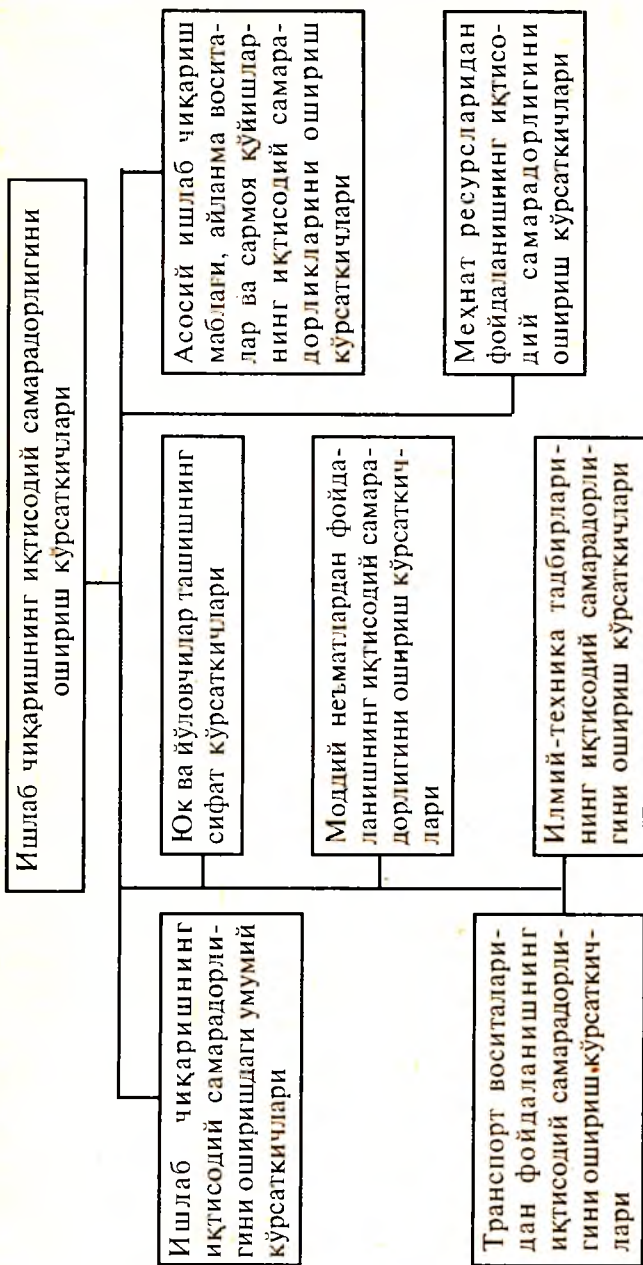 Ишлаб чиқаришнинг иқтисодий самарадорлигини
ошириш кўрсаткичлари
Ишлаб чиқаришнинг
иқтисодий самарадорли-
гини оширишдаги умумий
кўрсаткичлари
Юк ва йўловчилар ташишнинг
сифат кўрсаткичлари
Асосий ишлаб чиқариш
маблағи, айланма восита-
лар ва сармоя қўйишлар-
нинг иқтисодий самара-
дорликларини ошириш
кўрсаткичлари
Моддий неъматлардан фойда-
ланишнинг иқтисодий самара-
дорлигини ошириш кўрсаткич-
лари
Меҳнат ресурсларидан
фойдаланишнинг иқтисо-
дий самарадорлигини
ошириш кўрсаткичлари
Транспорт воситалари-
дан фойдаланишнинг
иқтисодий самарадорли-
гини ошириш кўрсаткич-
лари
Илмий-техника тадбирлари-
нинг иқтисодий самарадорли-
гини ошириш кўрсаткичлари